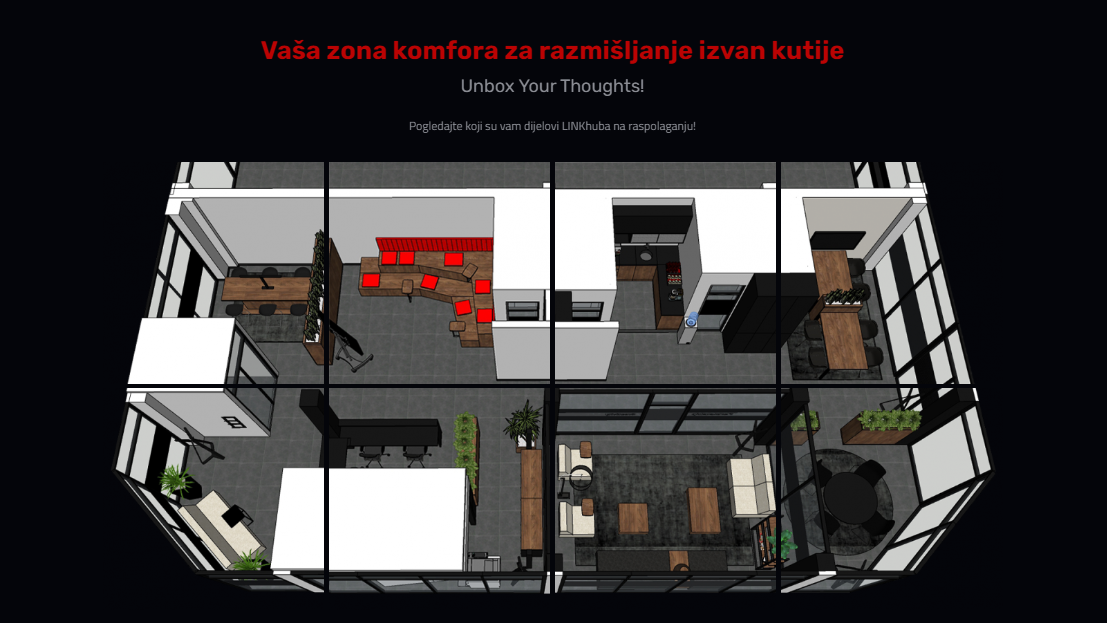 Vaša zona komfora za razmišljanje izvan kutije
Unbox Your Thoughts!
Pogledajte koji su vam dijelovi LINKhuba na raspolaganju!